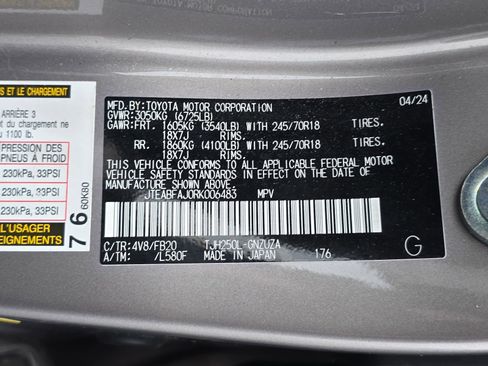 ET LE CHARGEMENT
ARRIÈRE 3
t du chargement ne
u 1100 lb.
PRESSION DES
PNEUS À FROID
230kPa, 33PSI
230kPa, 33PSI
230kPa, 33PSI
L'USAGER
SEIGNEMENTS
7 6 60K80
MFD.BY:TOYOTA MOTOR CORPORATION 04/24
GVWR:3050KG (6725LB)
GAWR:FRT. 1605KG (3540LB) WITH 245/70R18 TIRES,
18X7J RIMS,
RR. 1860KG (4100LB) WITH 245/70R18 TIRES,
18X7J RIMS,
THIS VEHICLE CONFORMS TO ALL APPLICABLE FEDERAL MOTOR
VEHICLE SAFETY STANDARDS IN EFFECT ON THE DATE OF
MANUFACTURE SHOWN ABOVE.
JTEABFAJ0RK006483 MPV
C/TR:4V8/FB20 TJH250L-GNZUZA
A/TM: /L580F MADE IN JAPAN 176
G